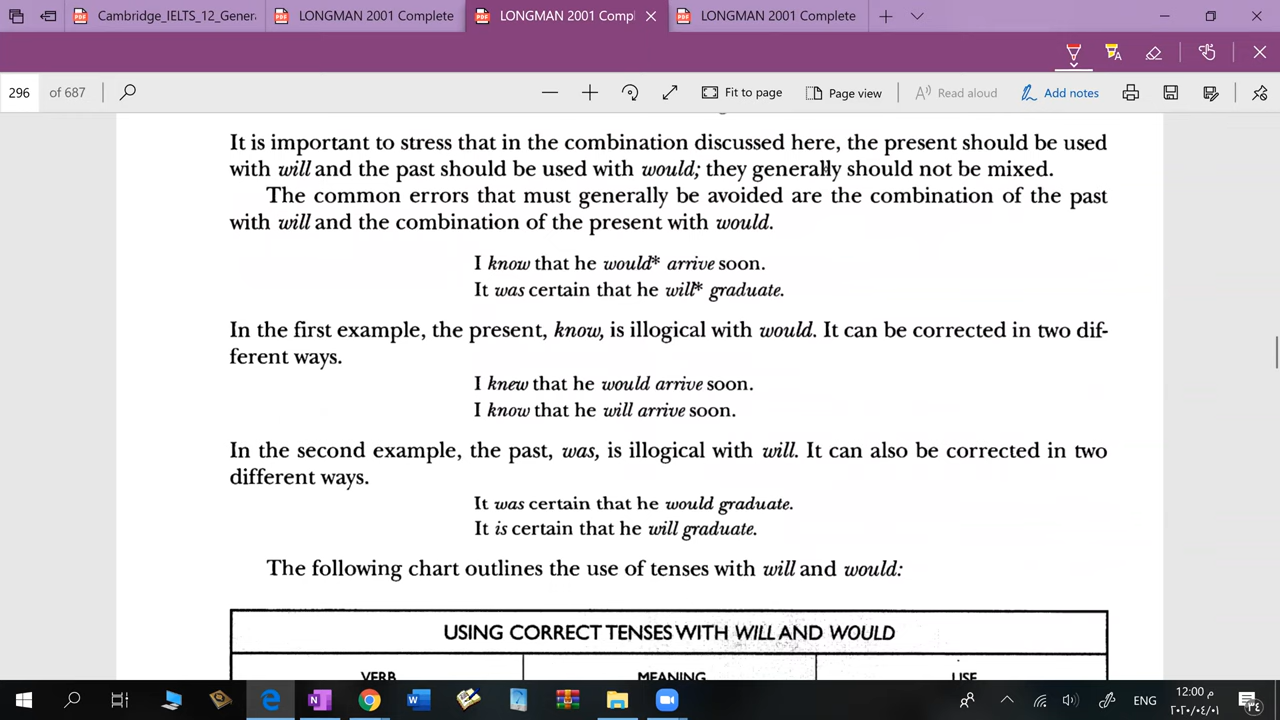 Cambridge_IELTS_12_Genera
LONGMAN 2001 Complete
LONGMAN 2001 Compl
LONGMAN 2001 Complete
296 of 687
Fit to page
Page view
Read aloud
Add notes
It is important to stress that in the combination discussed here, the present should be used
with will and the past should be used with would; they generally should not be mixed.
The common errors that must generally be avoided are the combination of the past
with will and the combination of the present with would.
I know that he would* arrive soon.
It was certain that he will* graduate.
In the first example, the present, know, is illogical with would. It can be corrected in two dif-
ferent ways.
I knew that he would arrive soon.
I know that he will arrive soon.
In the second example, the past, was, is illogical with will. It can also be corrected in two
different ways.
It was certain that he would graduate.
It is certain that he will graduate.
The following chart outlines the use of tenses with will and would:
USING CORRECT TENSES WITH WILL AND WOULD
VERB MEANING USE
ENG
12:00 م
٢٠٢٠/٠٤/٠١